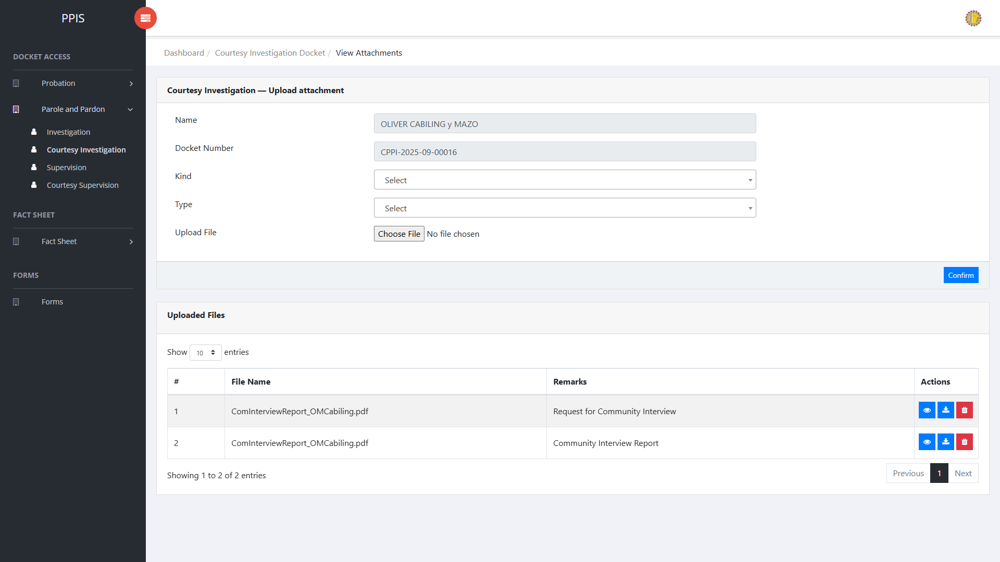 PPIS
DOCKET ACCESS
Probation
Parole and Pardon
Investigation
Courtesy Investigation
Supervision
Courtesy Supervision
FACT SHEET
Fact Sheet
FORMS
Forms
Dashboard / Courtesy Investigation Docket / View Attachments
Courtesy Investigation — Upload attachment
Name
OLIVER CABILING y MAZO
Docket Number
CPPI-2025-09-00016
Kind
Select
Type
Select
Upload File
Choose File No file chosen
Confirm
Uploaded Files
Show 10 entries
# File Name Remarks Actions
1 ComInterviewReport_OMCabiling.pdf Request for Community Interview
2 ComInterviewReport_OMCabiling.pdf Community Interview Report
Showing 1 to 2 of 2 entries
Previous 1 Next